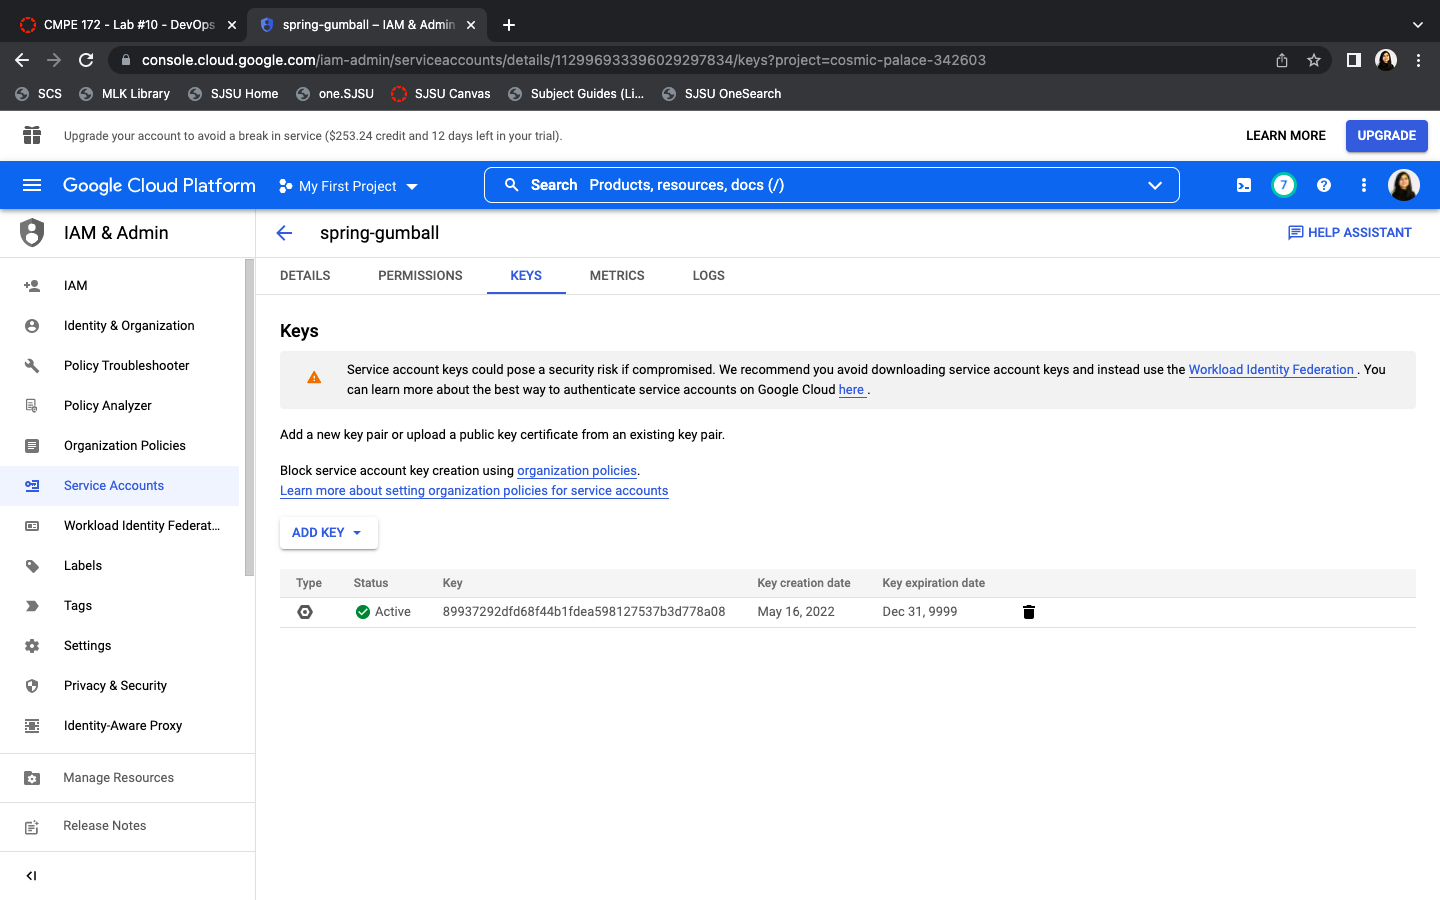 CMPE 172 - Lab #10 - DevOps
spring-gumball – IAM & Admin
console.cloud.google.com/iam-admin/serviceaccounts/details/112996933396029297834/keys?project=cosmic-palace-342603
SCS
MLK Library
SJSU Home
one.SJSU
SJSU Canvas
Subject Guides (Li...
SJSU OneSearch
Upgrade your account to avoid a break in service ($253.24 credit and 12 days left in your trial).
LEARN MORE
UPGRADE
Google Cloud Platform
My First Project
Search Products, resources, docs (/)
7
IAM & Admin
spring-gumball
HELP ASSISTANT
DETAILS
PERMISSIONS
KEYS
METRICS
LOGS
IAM
Identity & Organization
Policy Troubleshooter
Policy Analyzer
Organization Policies
Service Accounts
Workload Identity Federat...
Labels
Tags
Settings
Privacy & Security
Identity-Aware Proxy
Manage Resources
Release Notes
Keys
Service account keys could pose a security risk if compromised. We recommend you avoid downloading service account keys and instead use the Workload Identity Federation . You
can learn more about the best way to authenticate service accounts on Google Cloud here .
Add a new key pair or upload a public key certificate from an existing key pair.
Block service account key creation using organization policies.
Learn more about setting organization policies for service accounts
ADD KEY
Type Status Key Key creation date Key expiration date
Active 89937292dfd68f44b1fdea598127537b3d778a08 May 16, 2022 Dec 31, 9999